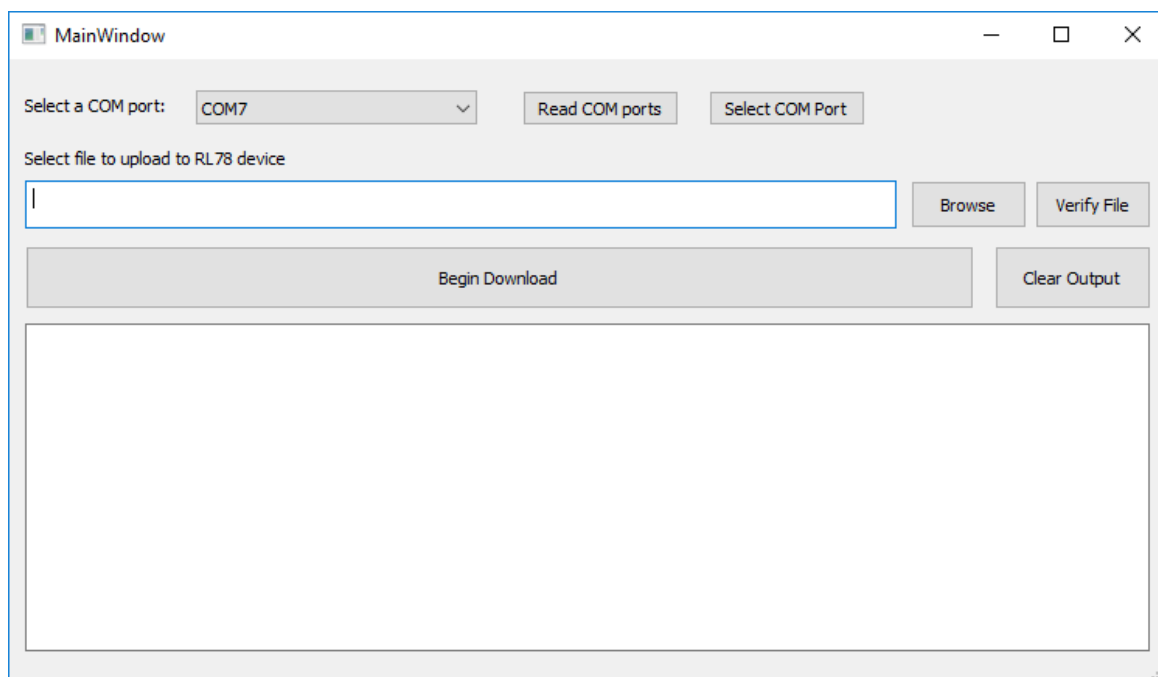 MainWindow
Select a COM port: COM7 Read COM ports Select COM Port
Select file to upload to RL78 device
Browse Verify File
Begin Download Clear Output